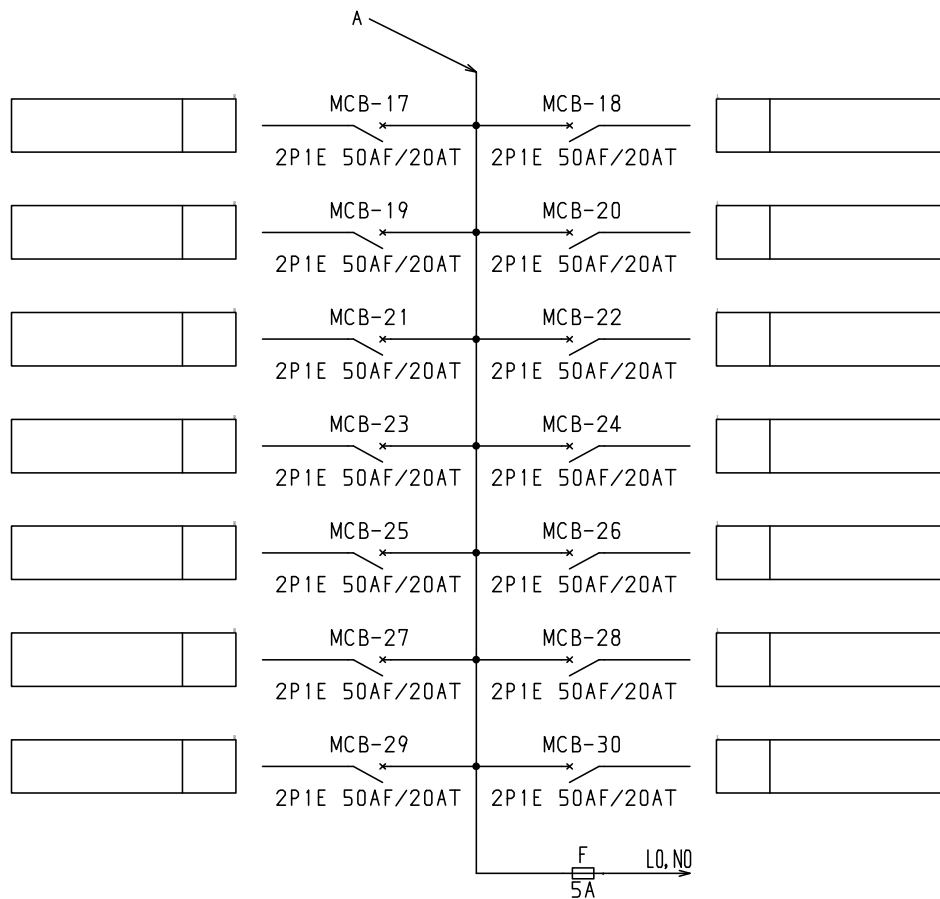 A
MCB-17 MCB-18
2P1E 50AF/20AT 2P1E 50AF/20AT
MCB-19 MCB-20
2P1E 50AF/20AT 2P1E 50AF/20AT
MCB-21 MCB-22
2P1E 50AF/20AT 2P1E 50AF/20AT
MCB-23 MCB-24
2P1E 50AF/20AT 2P1E 50AF/20AT
MCB-25 MCB-26
2P1E 50AF/20AT 2P1E 50AF/20AT
MCB-27 MCB-28
2P1E 50AF/20AT 2P1E 50AF/20AT
MCB-29 MCB-30
2P1E 50AF/20AT 2P1E 50AF/20AT
F L0,N0
5A